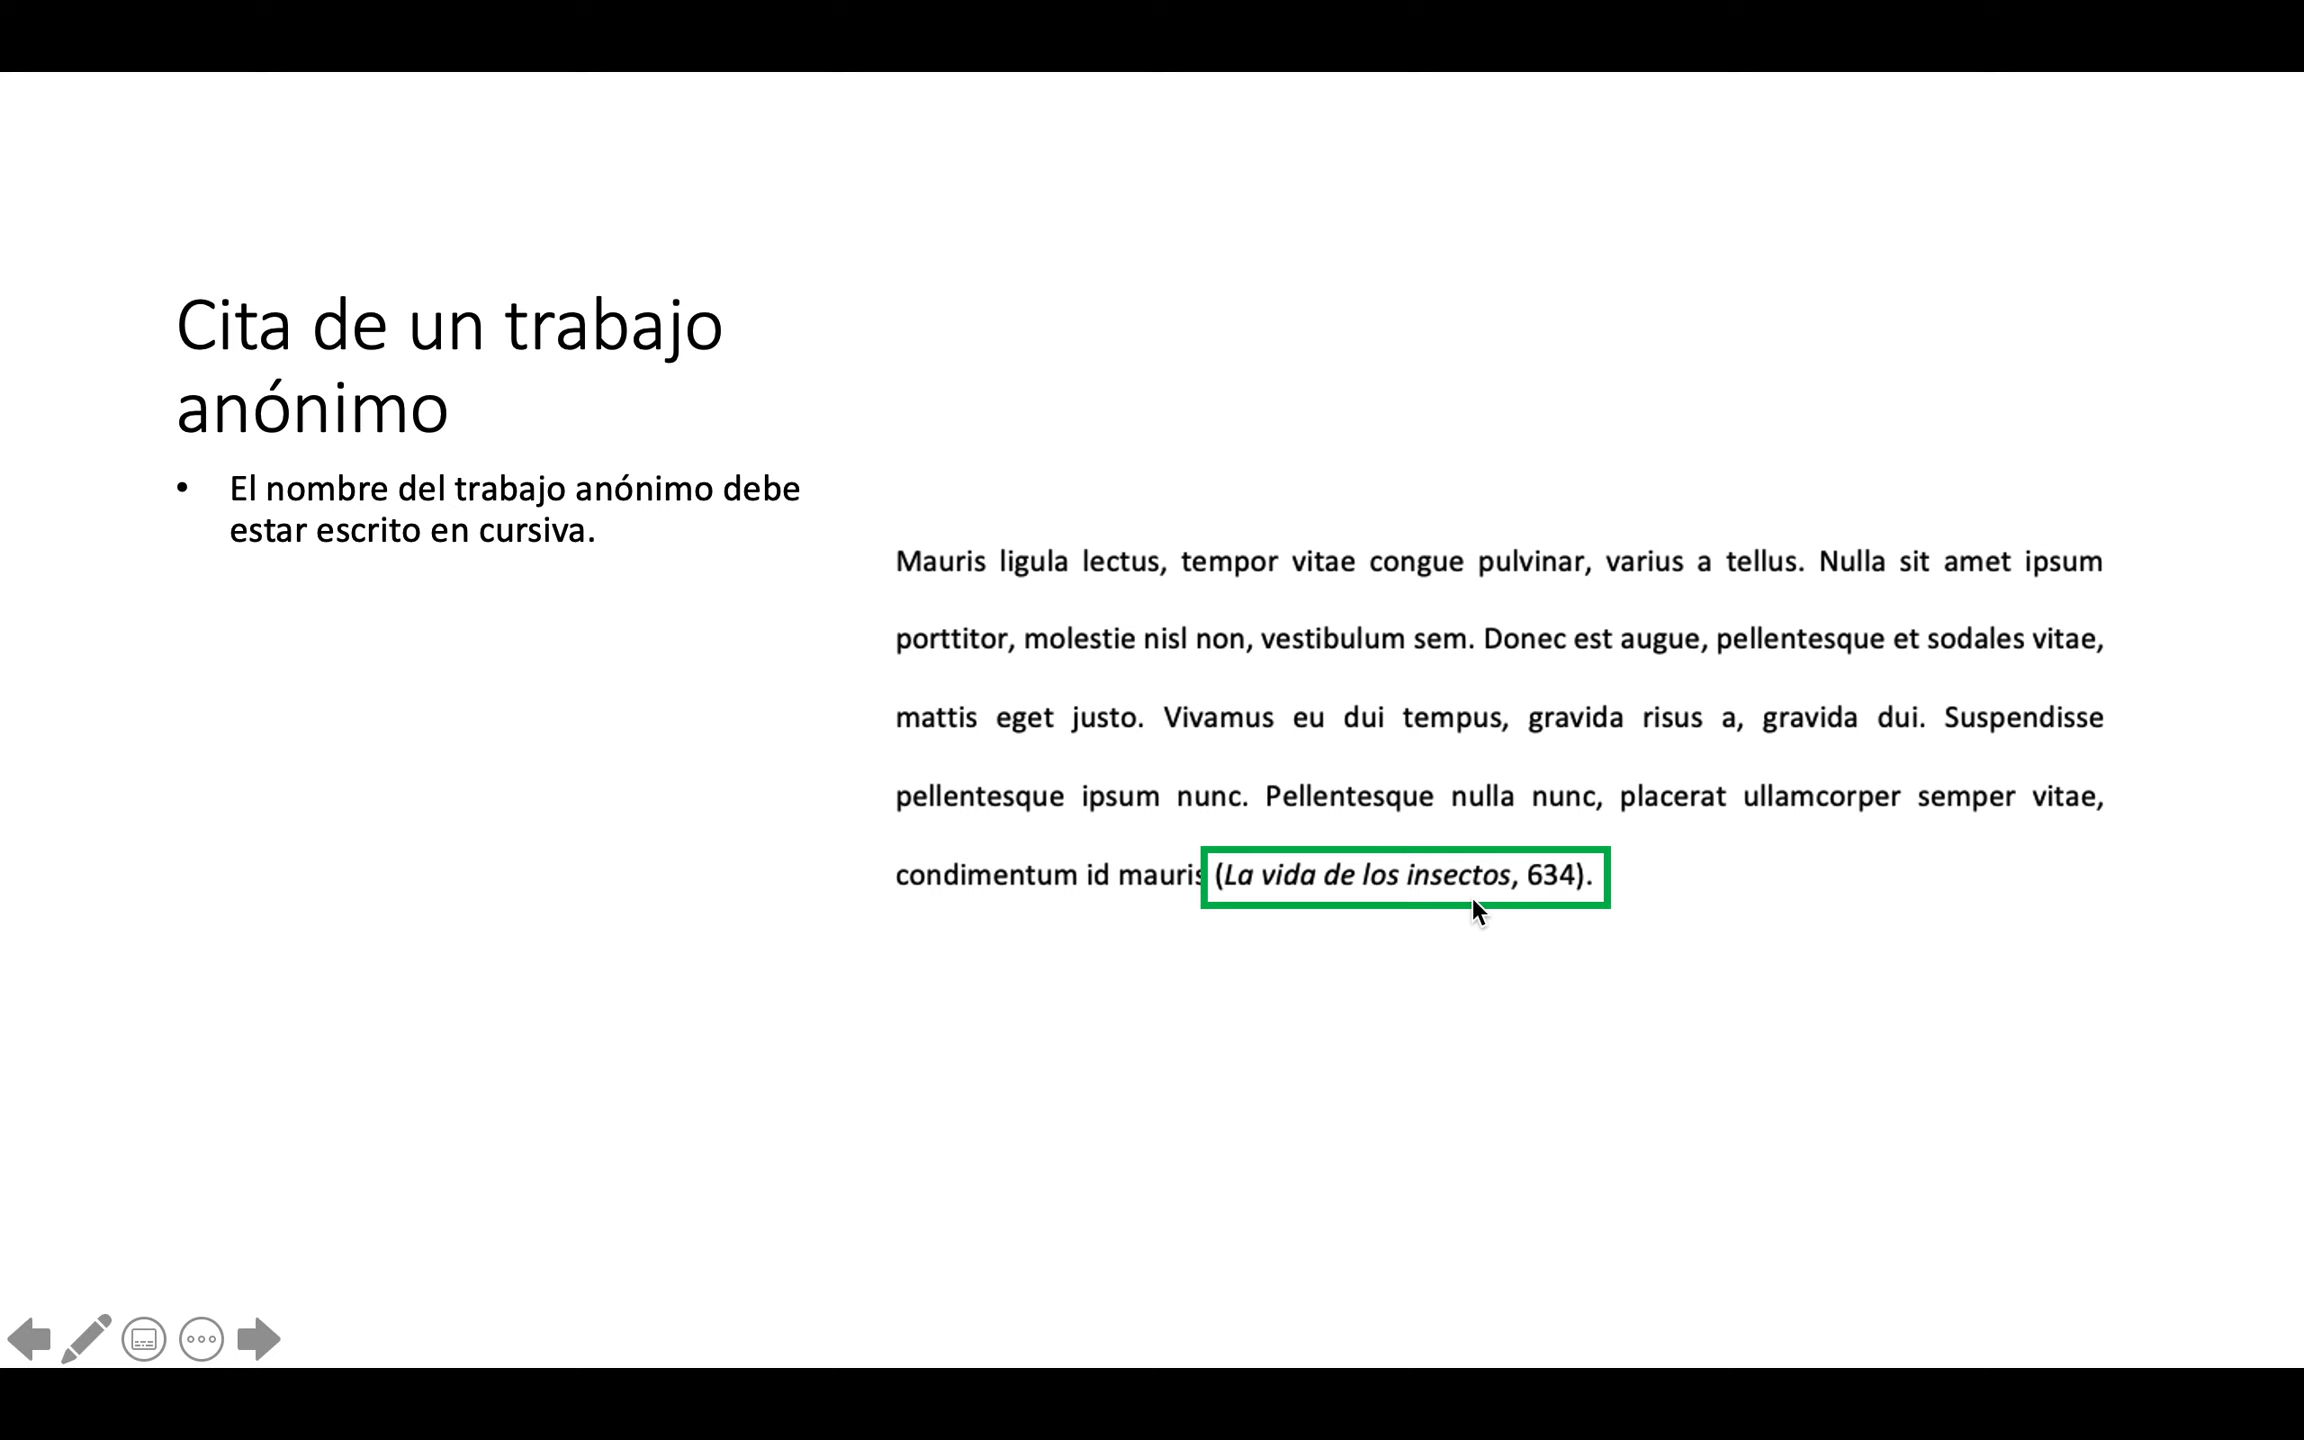 Cita de un trabajo
anónimo
• El nombre del trabajo anónimo debe
estar escrito en cursiva.
Mauris ligula lectus, tempor vitae congue pulvinar, varius a tellus. Nulla sit amet ipsum
porttitor, molestie nisl non, vestibulum sem. Donec est augue, pellentesque et sodales vitae,
mattis eget justo. Vivamus eu dui tempus, gravida risus a, gravida dui. Suspendisse
pellentesque ipsum nunc. Pellentesque nulla nunc, placerat ullamcorper semper vitae,
condimentum id mauris (La vida de los insectos, 634).